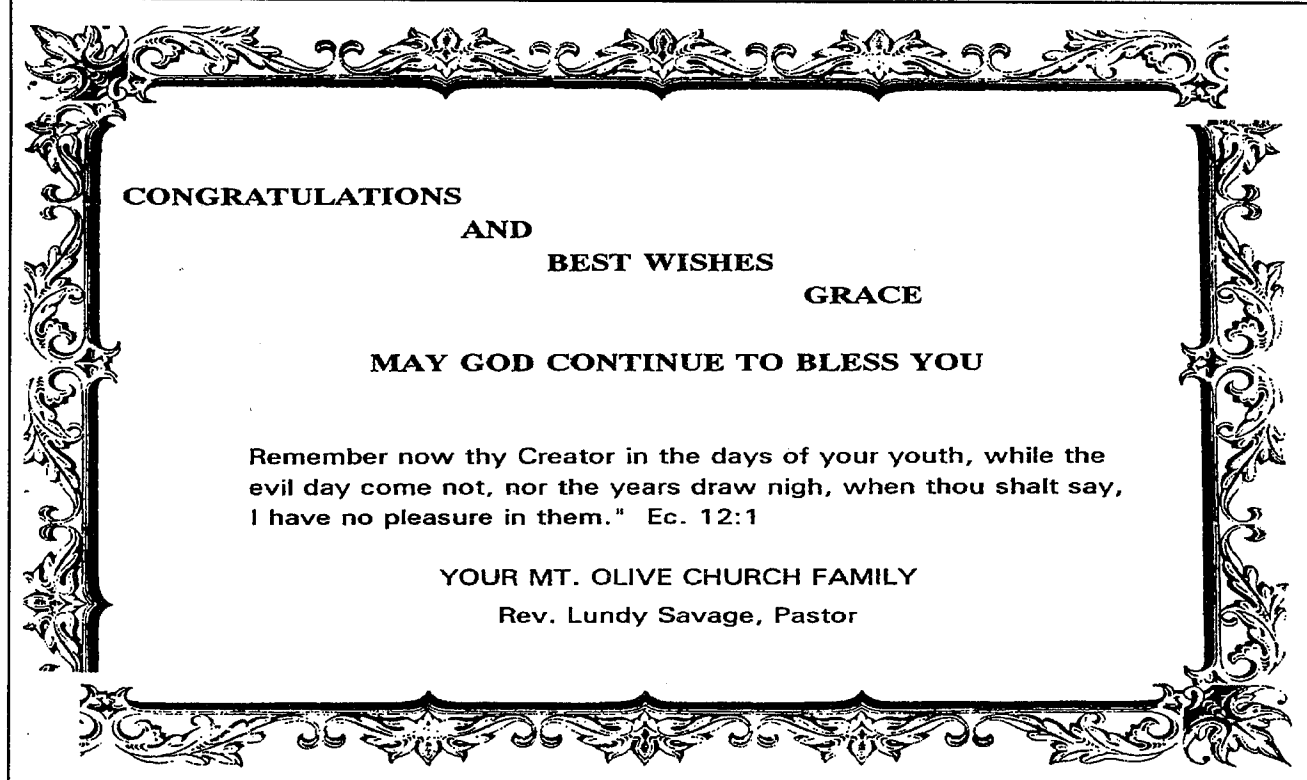 CONGRATULATIONS
AND
BEST WISHES
GRACE
MAY GOD CONTINUE TO BLESS YOU
Remember now thy Creator in the days of your youth, while the
evil day come not, nor the years draw nigh, when thou shalt say,
I have no pleasure in them." Ec. 12:1
YOUR MT. OLIVE CHURCH FAMILY
Rev. Lundy Savage, Pastor